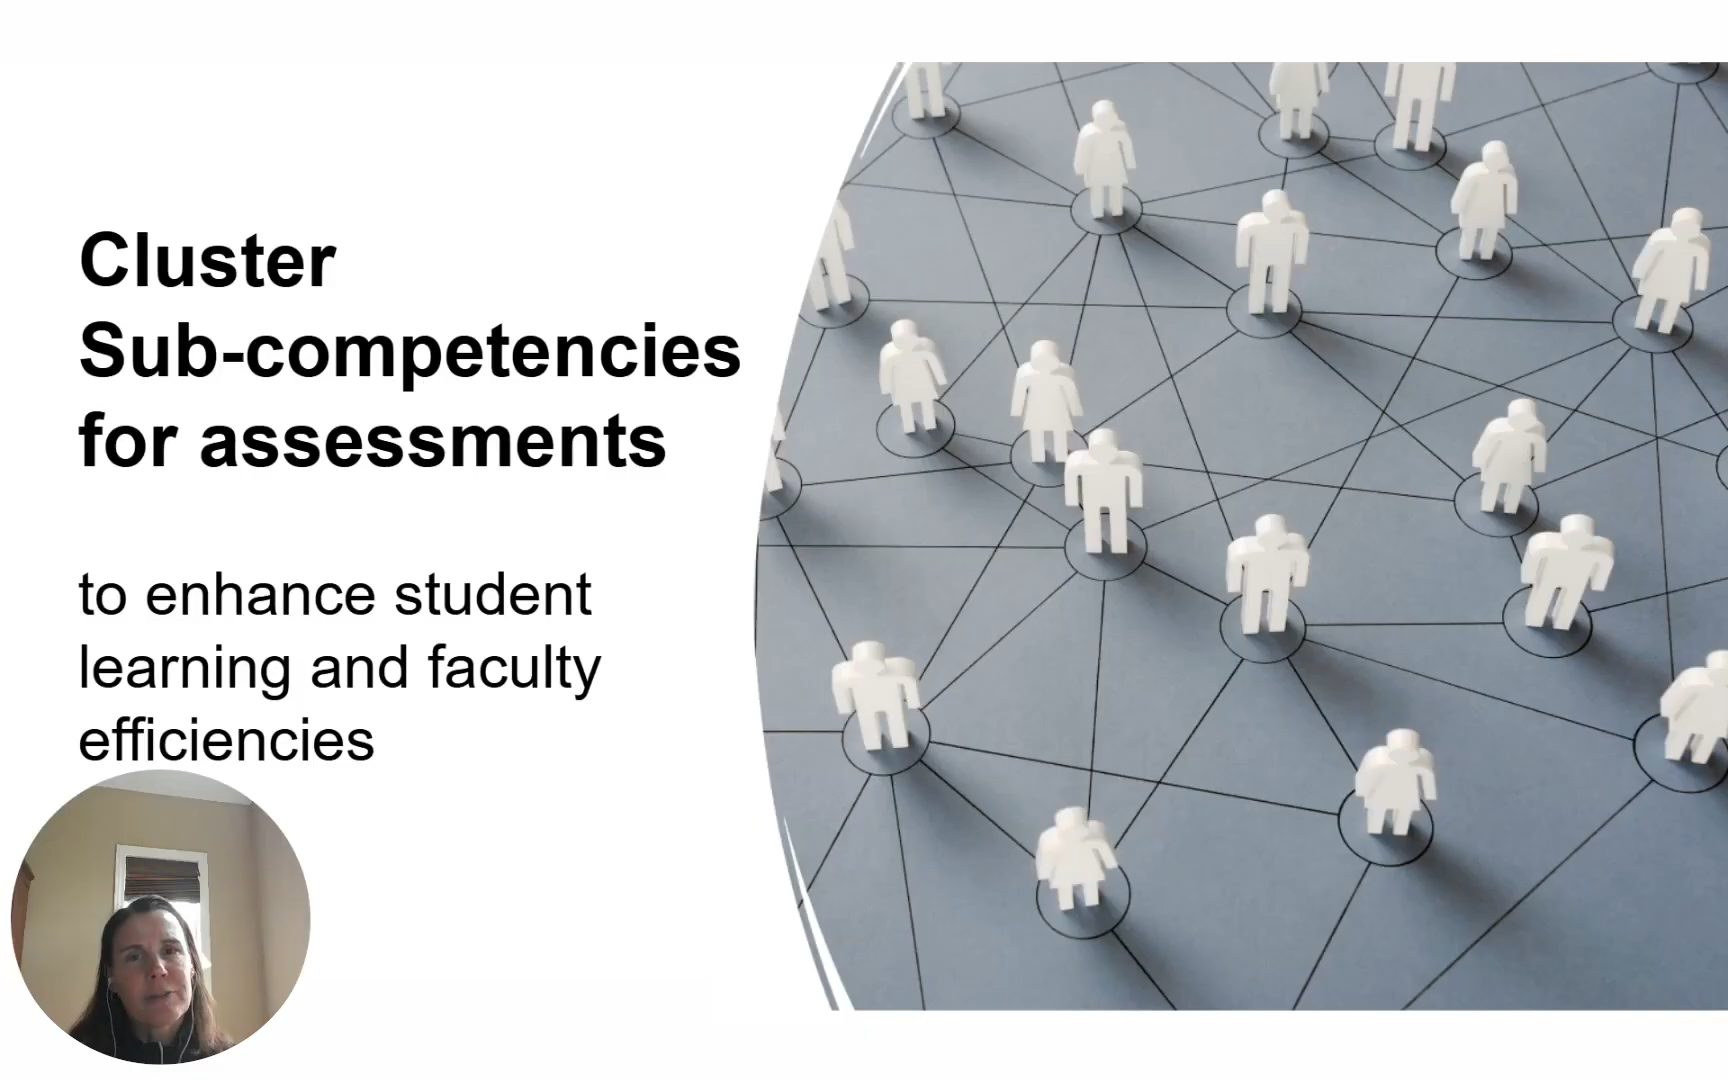 Cluster
Sub-competencies
for assessments
to enhance student
learning and faculty
efficiencies